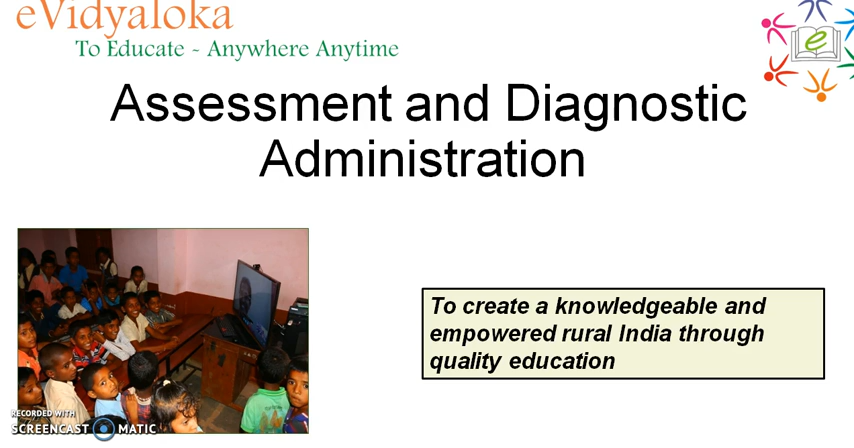 eVidyaloka
To Educate - Anywhere Anytime
e
Assessment and Diagnostic
Administration
To create a knowledgeable and
empowered rural India through
quality education
RECORDED WITH
SCREENCAST MATIC